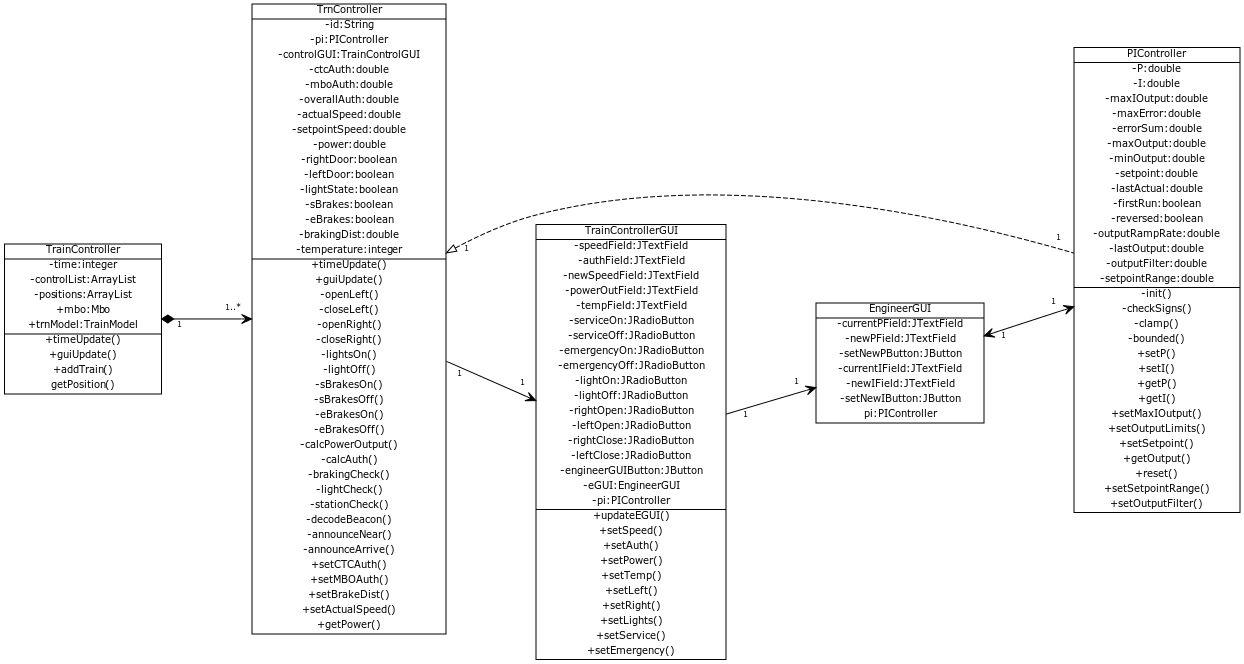 TrainController
-time:integer
-controlList:ArrayList
-positions:ArrayList
+mbo:Mbo
+trnModel:TrainModel
+timeUpdate()
+guiUpdate()
+addTrain()
getPosition()
1
1..*
TrnController
-id:String
-pi:PIController
-controlGUI:TrainControlGUI
-ctcAuth:double
-mboAuth:double
-overallAuth:double
-actualSpeed:double
-setpointSpeed:double
-power:double
-rightDoor:boolean
-leftDoor:boolean
-lightState:boolean
-sBrakes:boolean
-eBrakes:boolean
-brakingDist:double
-temperature:integer
+timeUpdate()
+guiUpdate()
-openLeft()
-closeLeft()
-openRight()
-closeRight()
-lightsOn()
-lightOff()
-sBrakesOn()
-sBrakesOff()
-eBrakesOn()
-eBrakesOff()
-calcPowerOutput()
-calcAuth()
-brakingCheck()
-lightCheck()
-stationCheck()
-decodeBeacon()
-announceNear()
-announceArrive()
+setCTCAuth()
+setMBOAuth()
+setBrakeDist()
+setActualSpeed()
+getPower()
1
1
1
TrainControllerGUI
-speedField:JTextField
-authField:JTextField
-newSpeedField:JTextField
-powerOutField:JTextField
-tempField:JTextField
-serviceOn:JRadioButton
-serviceOff:JRadioButton
-emergencyOn:JRadioButton
-emergencyOff:JRadioButton
-lightOn:JRadioButton
-lightOff:JRadioButton
-rightOpen:JRadioButton
-leftOpen:JRadioButton
-rightClose:JRadioButton
-leftClose:JRadioButton
-engineerGUIButton:JButton
-eGUI:EngineerGUI
-pi:PIController
+updateEGUI()
+setSpeed()
+setAuth()
+setPower()
+setTemp()
+setLeft()
+setRight()
+setLights()
+setService()
+setEmergency()
1
1
EngineerGUI
-currentPField:JTextField
-newPField:JTextField
-setNewPButton:JButton
-currentIField:JTextField
-newIField:JTextField
-setNewIButton:JButton
pi:PIController
1
1
1
PIController
-P:double
-I:double
-maxIOutput:double
-maxError:double
-errorSum:double
-maxOutput:double
-minOutput:double
-setpoint:double
-lastActual:double
-firstRun:boolean
-reversed:boolean
-outputRampRate:double
-lastOutput:double
-outputFilter:double
-setpointRange:double
-init()
-checkSigns()
-clamp()
-bounded()
+setP()
+setI()
+getP()
+getI()
+setMaxIOutput()
+setOutputLimits()
+setSetpoint()
+getOutput()
+reset()
+setSetpointRange()
+setOutputFilter()